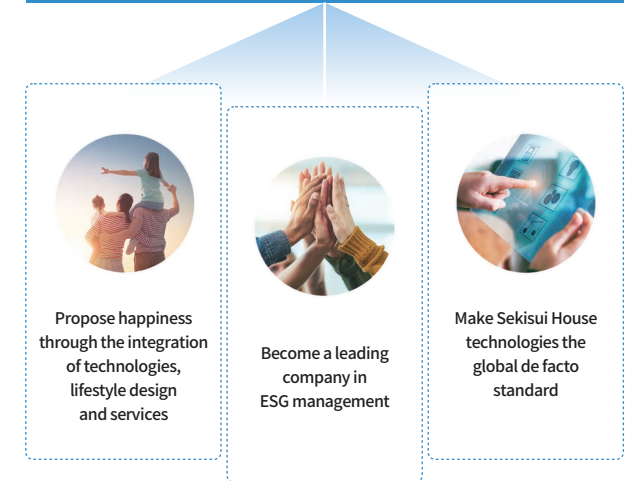 Propose happiness
through the integration
of technologies,
lifestyle design
and services
Become a leading
company in
ESG management
Make Sekisui House
technologies the
global de facto
standard